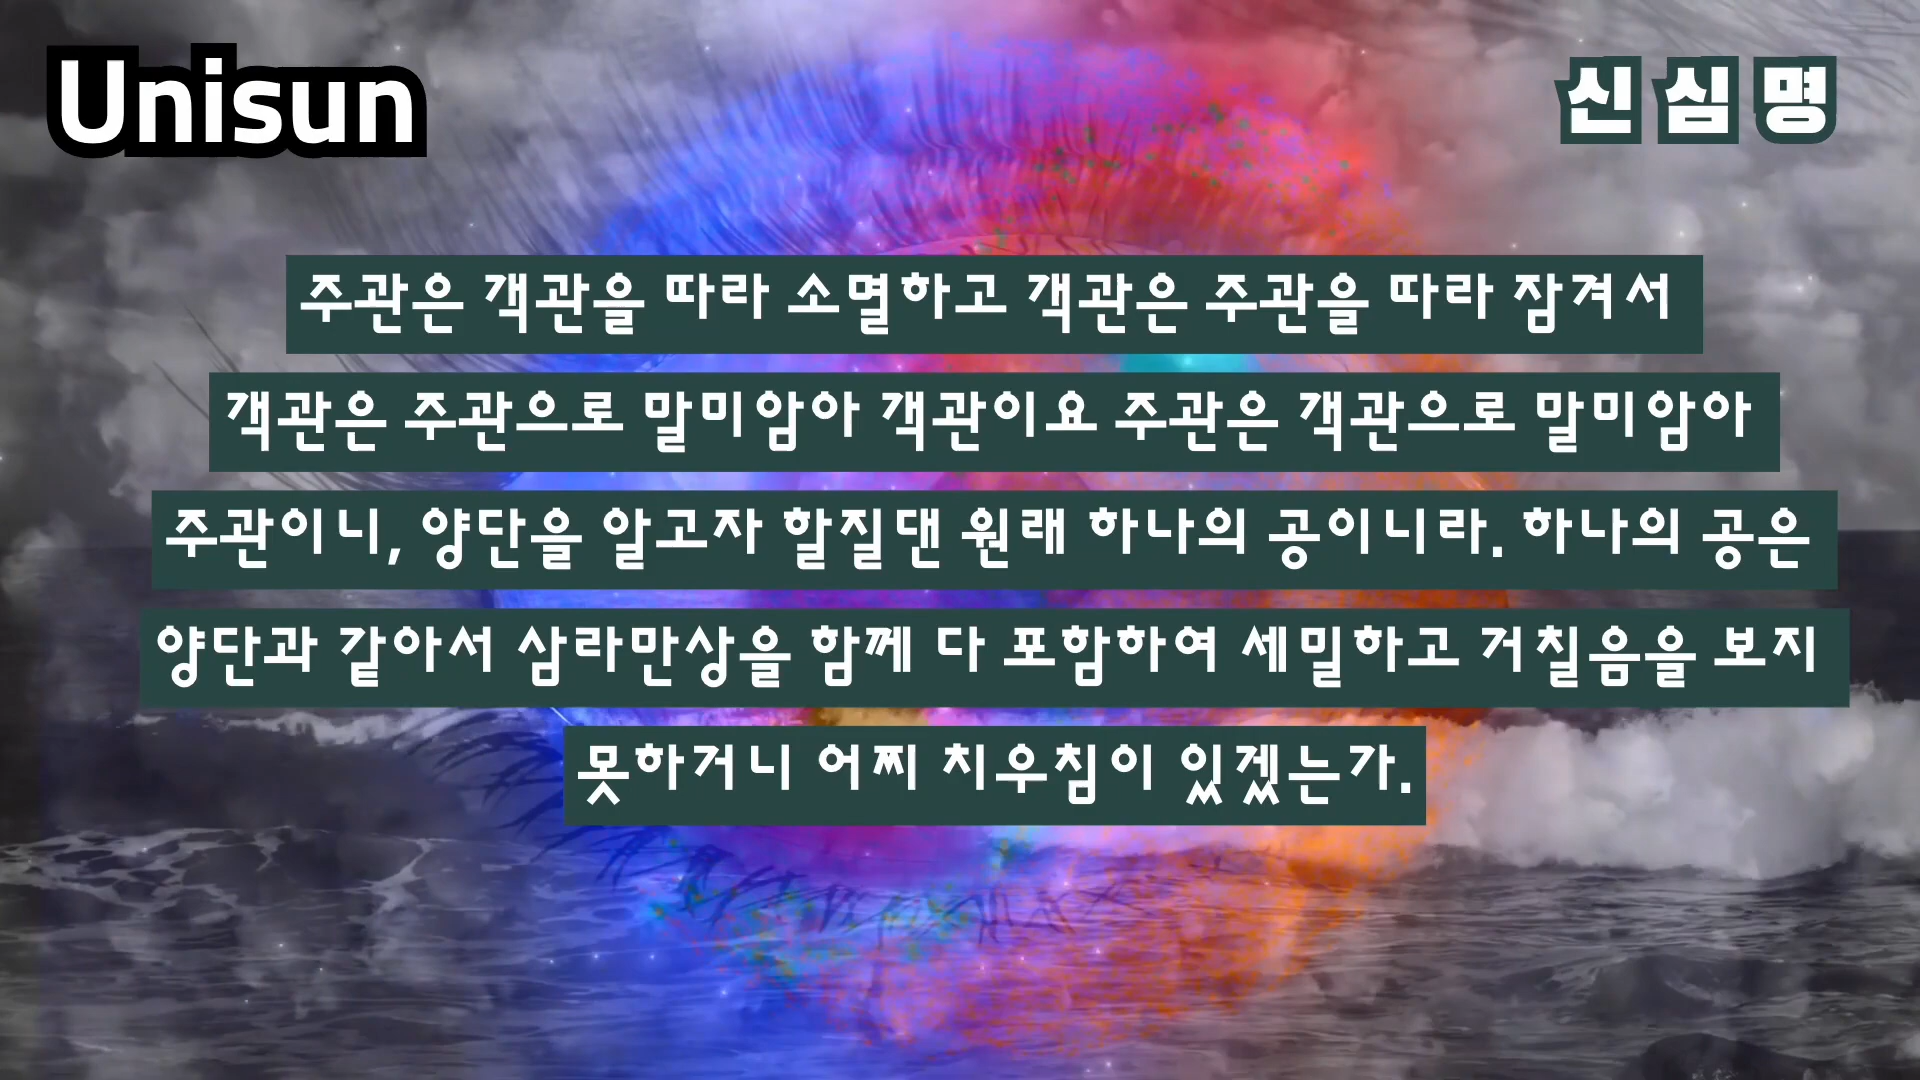 Unisun
신심명
주관은 객관을 따라 소멸하고 객관은 주관을 따라 잠겨서
객관은 주관으로 말미암아 객관이요 주관은 객관으로 말미암아
주관이니, 양단을 알고자 할질댄 원래 하나의 공이니라. 하나의 공은
양단과 같아서 삼라만상을 함께 다 포함하여 세밀하고 거칠음을 보지
못하거니 어찌 치우침이 있겠는가.